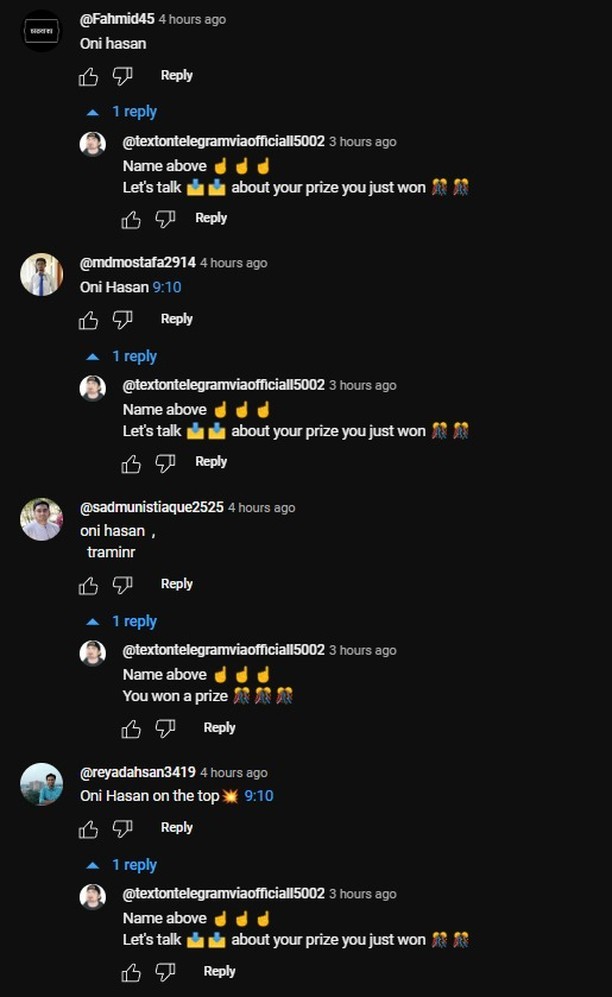 @Fahmid45 4 hours ago
Oni hasan
Reply
1 reply
@textontelegramviaofficiall5002 3 hours ago
Name above ☝️☝️☝️
Let's talk 📥📥 about your prize you just won 🎊🎊
Reply
@mdmostafa2914 4 hours ago
Oni Hasan 9:10
Reply
1 reply
@textontelegramviaofficiall5002 3 hours ago
Name above ☝️☝️☝️
Let's talk 📥📥 about your prize you just won 🎊🎊
Reply
@sadmunistiaque2525 4 hours ago
oni hasan ,
traminr
Reply
1 reply
@textontelegramviaofficiall5002 3 hours ago
Name above ☝️☝️☝️
You won a prize 🎊🎊🎊
Reply
@reyadahsan3419 4 hours ago
Oni Hasan on the top💥 9:10
Reply
1 reply
@textontelegramviaofficiall5002 3 hours ago
Name above ☝️☝️☝️
Let's talk 📥📥 about your prize you just won 🎊🎊
Reply